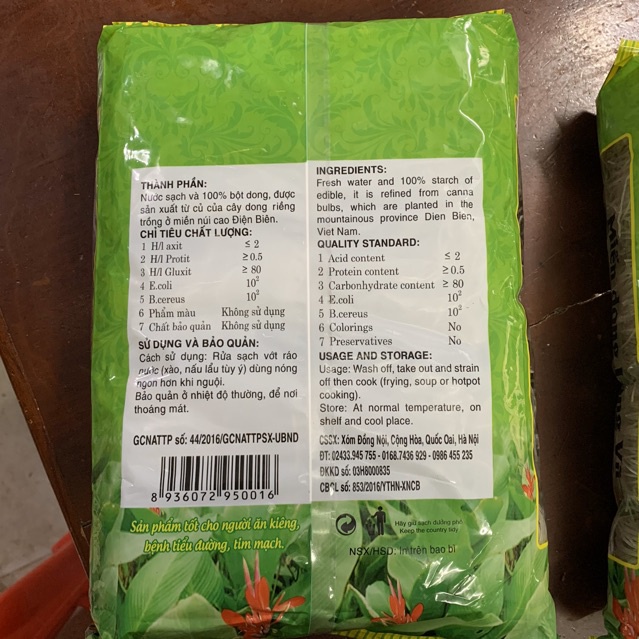 THÀNH PHẦN:
Nước sạch và 100% bột dong, được
sản xuất từ củ của cây dong riềng
trồng ở miền núi cao Điện Biên.
CHỈ TIÊU CHẤT LƯỢNG:
1 H/l axit ≤ 2
2 H/l Protit ≥ 0.5
3 H/l Gluxit ≥ 80
4 E.coli 10²
5 B.cereus 10²
6 Phẩm màu Không sử dụng
7 Chất bảo quản Không sử dụng
SỬ DỤNG VÀ BẢO QUẢN:
Cách sử dụng: Rửa sạch vớt ráo
nước (xào, nấu lẩu tùy ý) dùng nóng
ngon hơn khi nguội.
Bảo quản ở nhiệt độ thường, để nơi
thoáng mát.
GCNATTP số: 44/2016/GCNATTPSX-UBND
8 936072 950016
Sản phẩm tốt cho người ăn kiêng,
bệnh tiểu đường, tim mạch.
INGREDIENTS:
Fresh water and 100% starch of
edible, it is refined from canna
bulbs, which are planted in the
mountainous province Dien Bien,
Viet Nam.
QUALITY STANDARD:
1 Acid content ≤ 2
2 Protein content ≥ 0.5
3 Carbonhydrate content ≥ 80
4 E.coli 10²
5 B.cereus 10²
6 Colorings No
7 Preservatives No
USAGE AND STORAGE:
Usage: Wash off, take out and strain
off then cook (frying, soup or hotpot
cooking).
Store: At normal temperature, on
shelf and cool place.
CSSX: Xóm Đồng Nội, Cộng Hòa, Quốc Oai, Hà Nội
ĐT: 02433.945 755 - 0168.7436 929 - 0986 455 235
ĐKKD số: 03H8000835
CBCL số: 853/2016/YTHN-XNCB
Hãy giữ sạch đường phố
Keep the country tidy
NSX/HSD: In trên bao bì